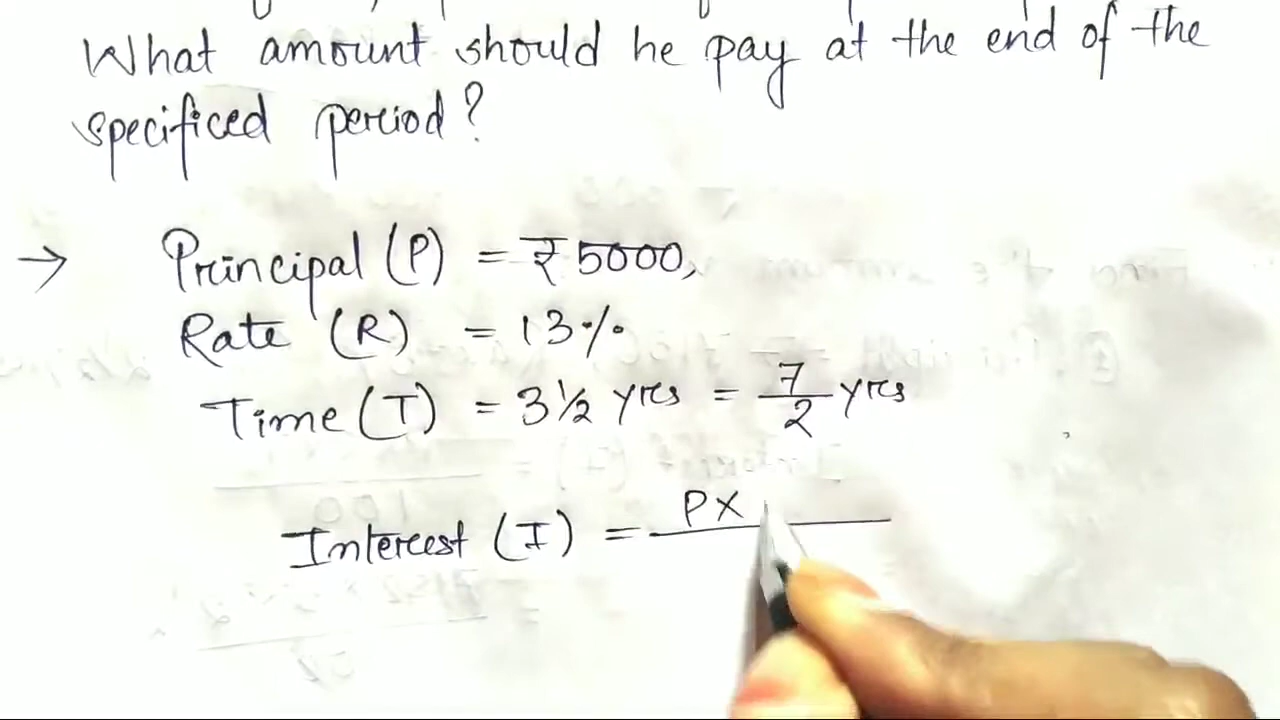 What amount should he pay at the end of the
specificed period?
→ Principal (P) = ₹5000,
Rate (R) = 13%
Time (T) = 3½ yrs = 7/2 yrs
Interest (I) = P×